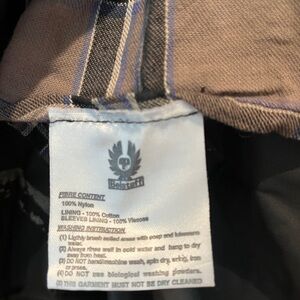 Belstaff
FIBRE CONTENT
100% Nylon
LINING - 100% Cotton
SLEEVES LINING - 100% Viscose
WASHING INSTRUCTION
(1) Lighly brush soiled areas with soap and lukewarm
water.
(2) Always rinse well in cold water and hang to dry
away from heat.
(3) DO NOT hand/machine wash, spin dry, wring, iron
or press.
(4) DO NOT use biological washing powders.
(5) THIS GARMENT MUST NOT BE DRY CLEANED